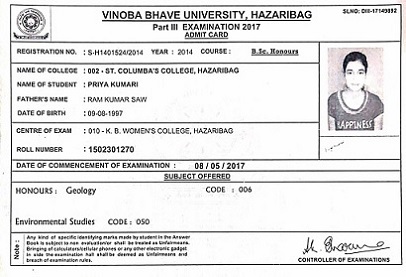 VINOBA BHAVE UNIVERSITY, HAZARIBAG
SLNO: DIII-17149892
Part III EXAMINATION 2017
ADMIT CARD
REGISTRATION NO. : S-H1401524/2014 YEAR : 2014 COURSE : B.Sc. Honours
NAME OF COLLEGE : 002 - ST. COLUMBA'S COLLEGE, HAZARIBAG
NAME OF STUDENT : PRIYA KUMARI
FATHER'S NAME : RAM KUMAR SAW
DATE OF BIRTH : 09-08-1997
HAPPINESS
CENTRE OF EXAM : 010 - K. B. WOMEN'S COLLEGE, HAZARIBAG
ROLL NUMBER : 1502301270
DATE OF COMMENCEMENT OF EXAMINATION : 08 / 05 / 2017
SUBJECT OFFERED
HONOURS : Geology CODE : 006
Environmental Studies CODE : 050
Note :
Any kind of specific identifying marks made by student in the Answer
Book is subject to non evaluation or shall be treated as Unfairmeans.
Bringing of calculators/cellular phones or any other electronic gadget
in side the examination hall shall be deemed as Unfairmeans and
breach of examination rules.
CONTROLLER OF EXAMINATIONS